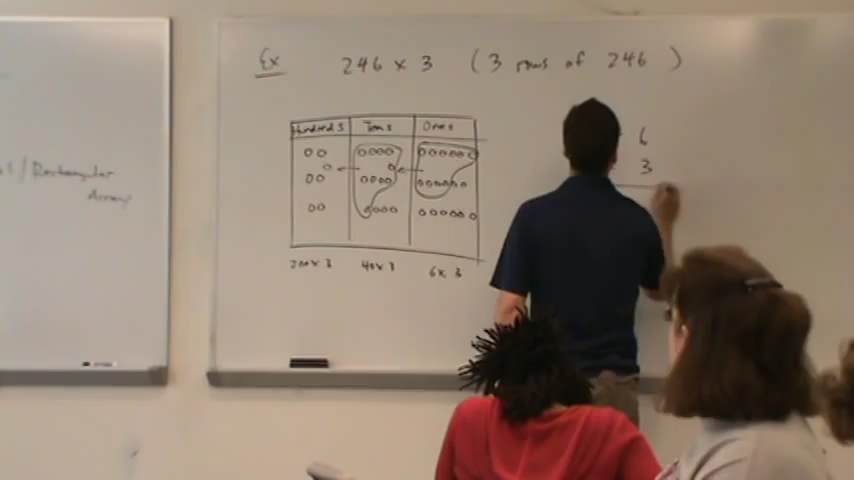 Ex 246 x 3 ( 3 rows of 246 )
Hundreds Tens Ones
200 x 3 40 x 3 6 x 3
6
3
/ Rectangular
Array